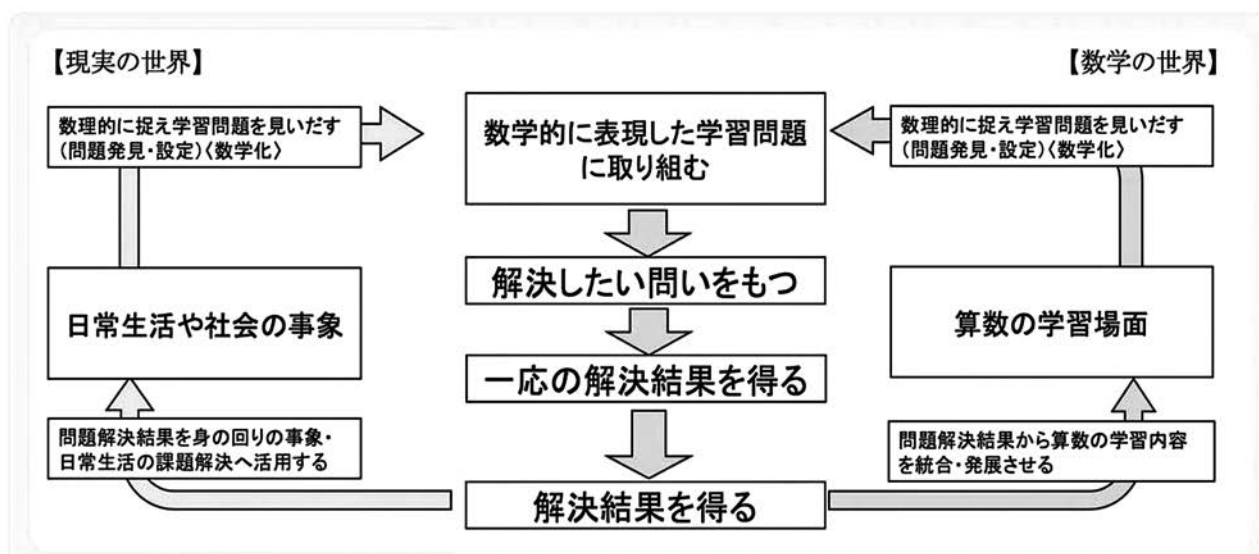 【現実の世界】
【数学の世界】
数理的に捉え学習問題を見いだす
(問題発見・設定)〈数学化〉
数学的に表現した学習問題
に取り組む
数理的に捉え学習問題を見いだす
(問題発見・設定)〈数学化〉
日常生活や社会の事象
解決したい問いをもつ
算数の学習場面
一応の解決結果を得る
問題解決結果を身の回りの事象・
日常生活の課題解決へ活用する
問題解決結果から算数の学習内容
を統合・発展させる
解決結果を得る